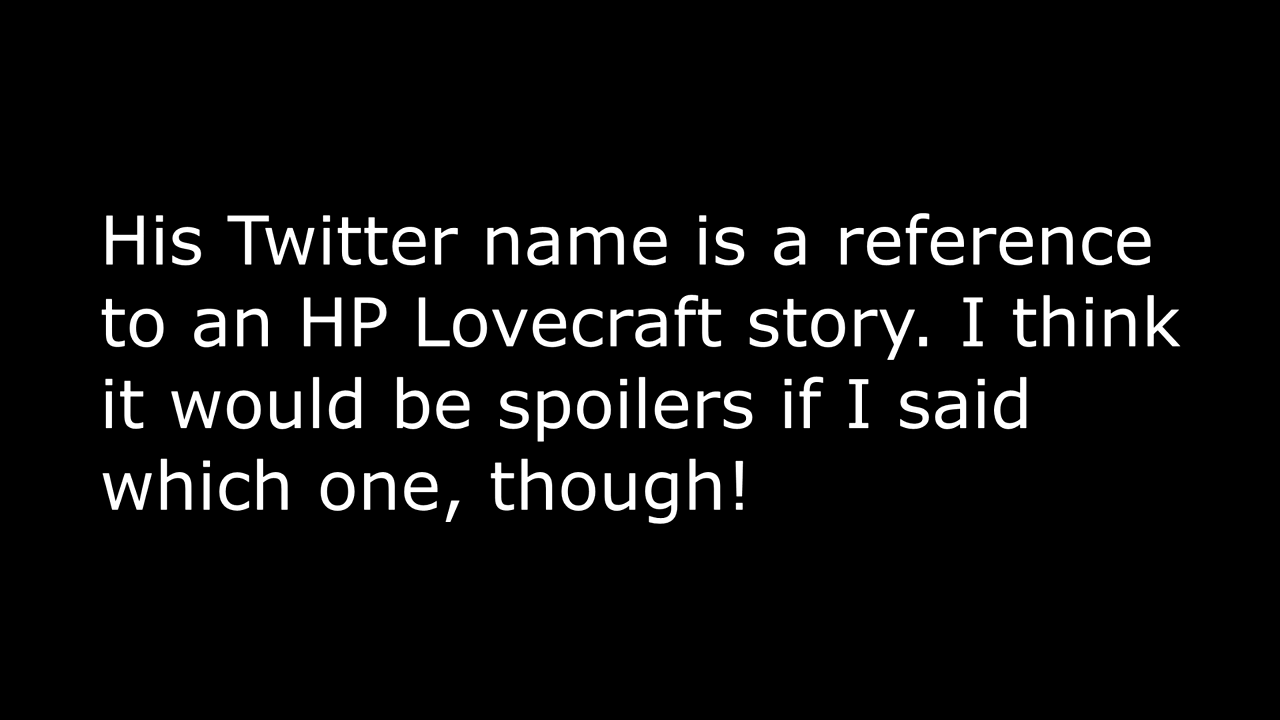 His Twitter name is a reference
to an HP Lovecraft story. I think
it would be spoilers if I said
which one, though!